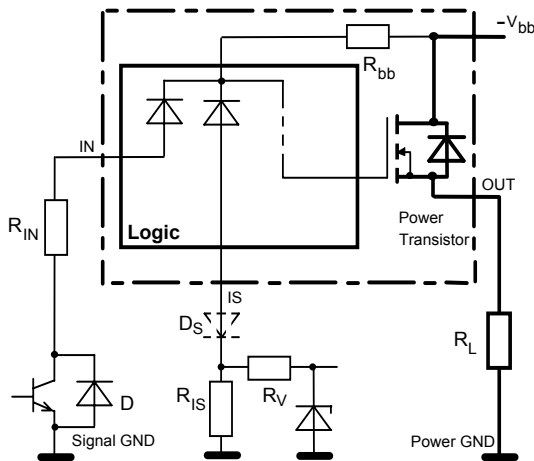 -Vbb
Rbb
IN
OUT
RIN
Logic
Power
Transistor
IS
DS
RL
D
RIS
RV
Signal GND
Power GND